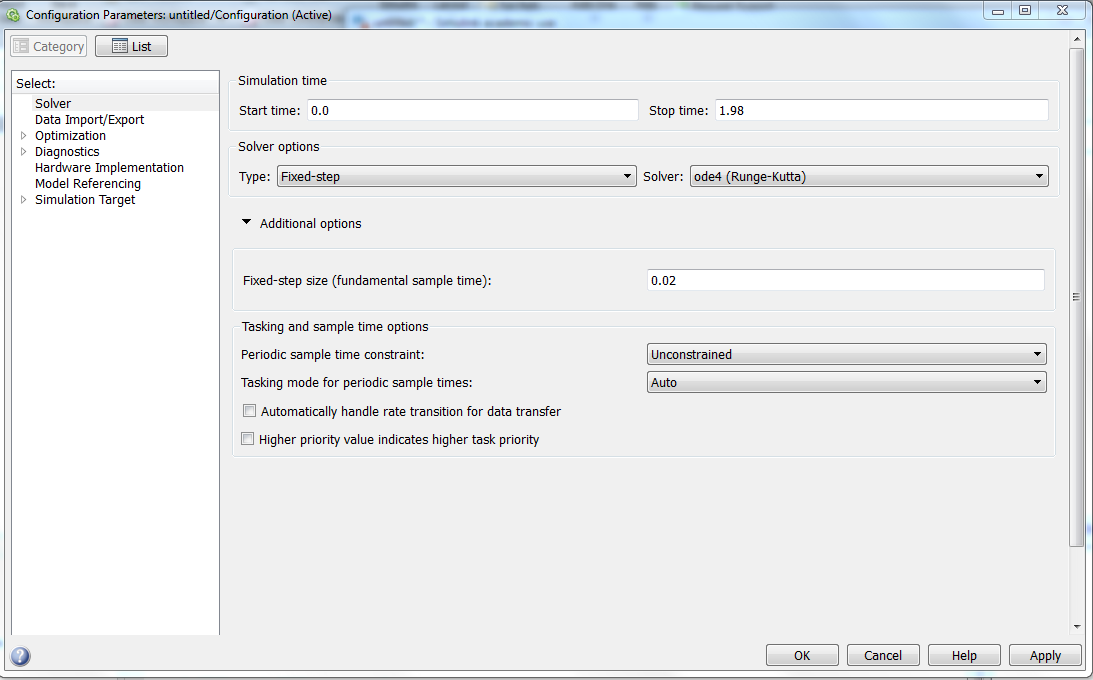 Configuration Parameters: untitled/Configuration (Active)
Category List
Select:
Solver
Data Import/Export
Optimization
Diagnostics
Hardware Implementation
Model Referencing
Simulation Target
Simulation time
Start time: 0.0 Stop time: 1.98
Solver options
Type: Fixed-step Solver: ode4 (Runge-Kutta)
Additional options
Fixed-step size (fundamental sample time): 0.02
Tasking and sample time options
Periodic sample time constraint: Unconstrained
Tasking mode for periodic sample times: Auto
Automatically handle rate transition for data transfer
Higher priority value indicates higher task priority
OK Cancel Help Apply